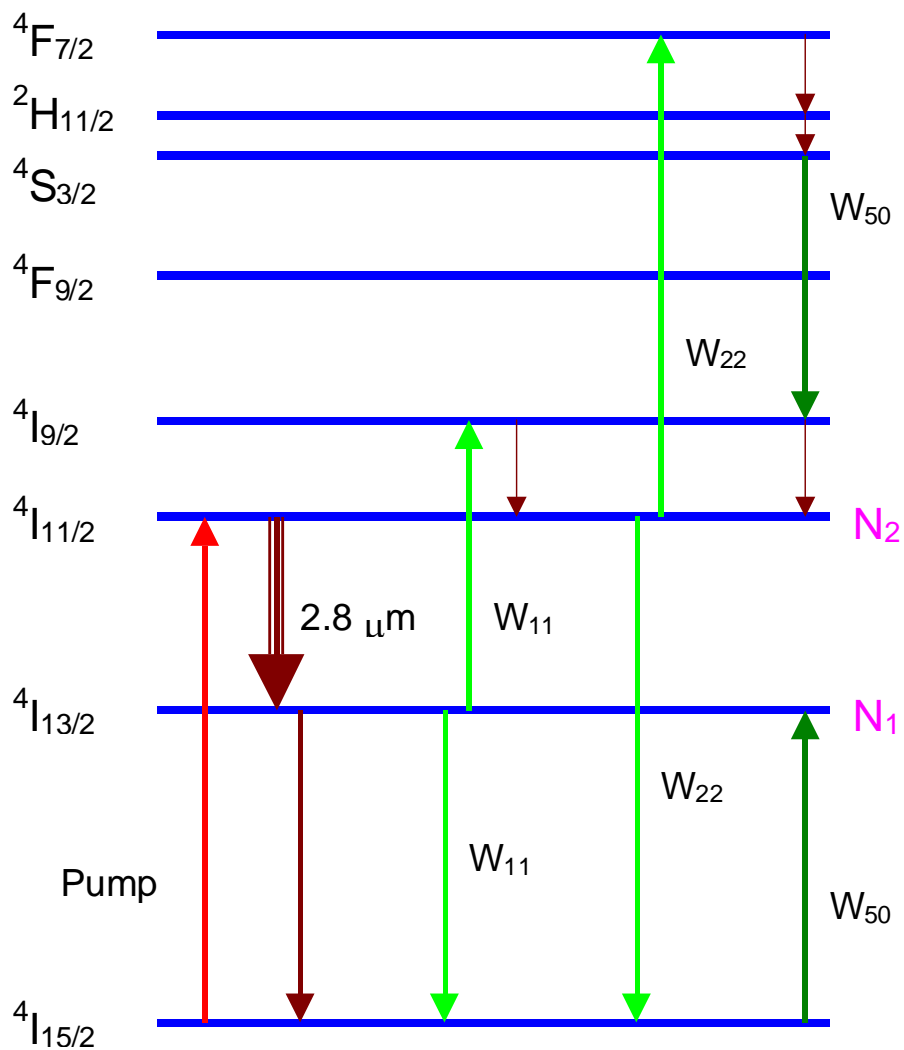 ⁴F₇/₂
²H₁₁/₂
⁴S₃/₂
W₅₀
⁴F₉/₂
W₂₂
⁴I₉/₂
⁴I₁₁/₂
N₂
2.8 μm
W₁₁
⁴I₁₃/₂
N₁
W₂₂
W₁₁
Pump
W₅₀
⁴I₁₅/₂